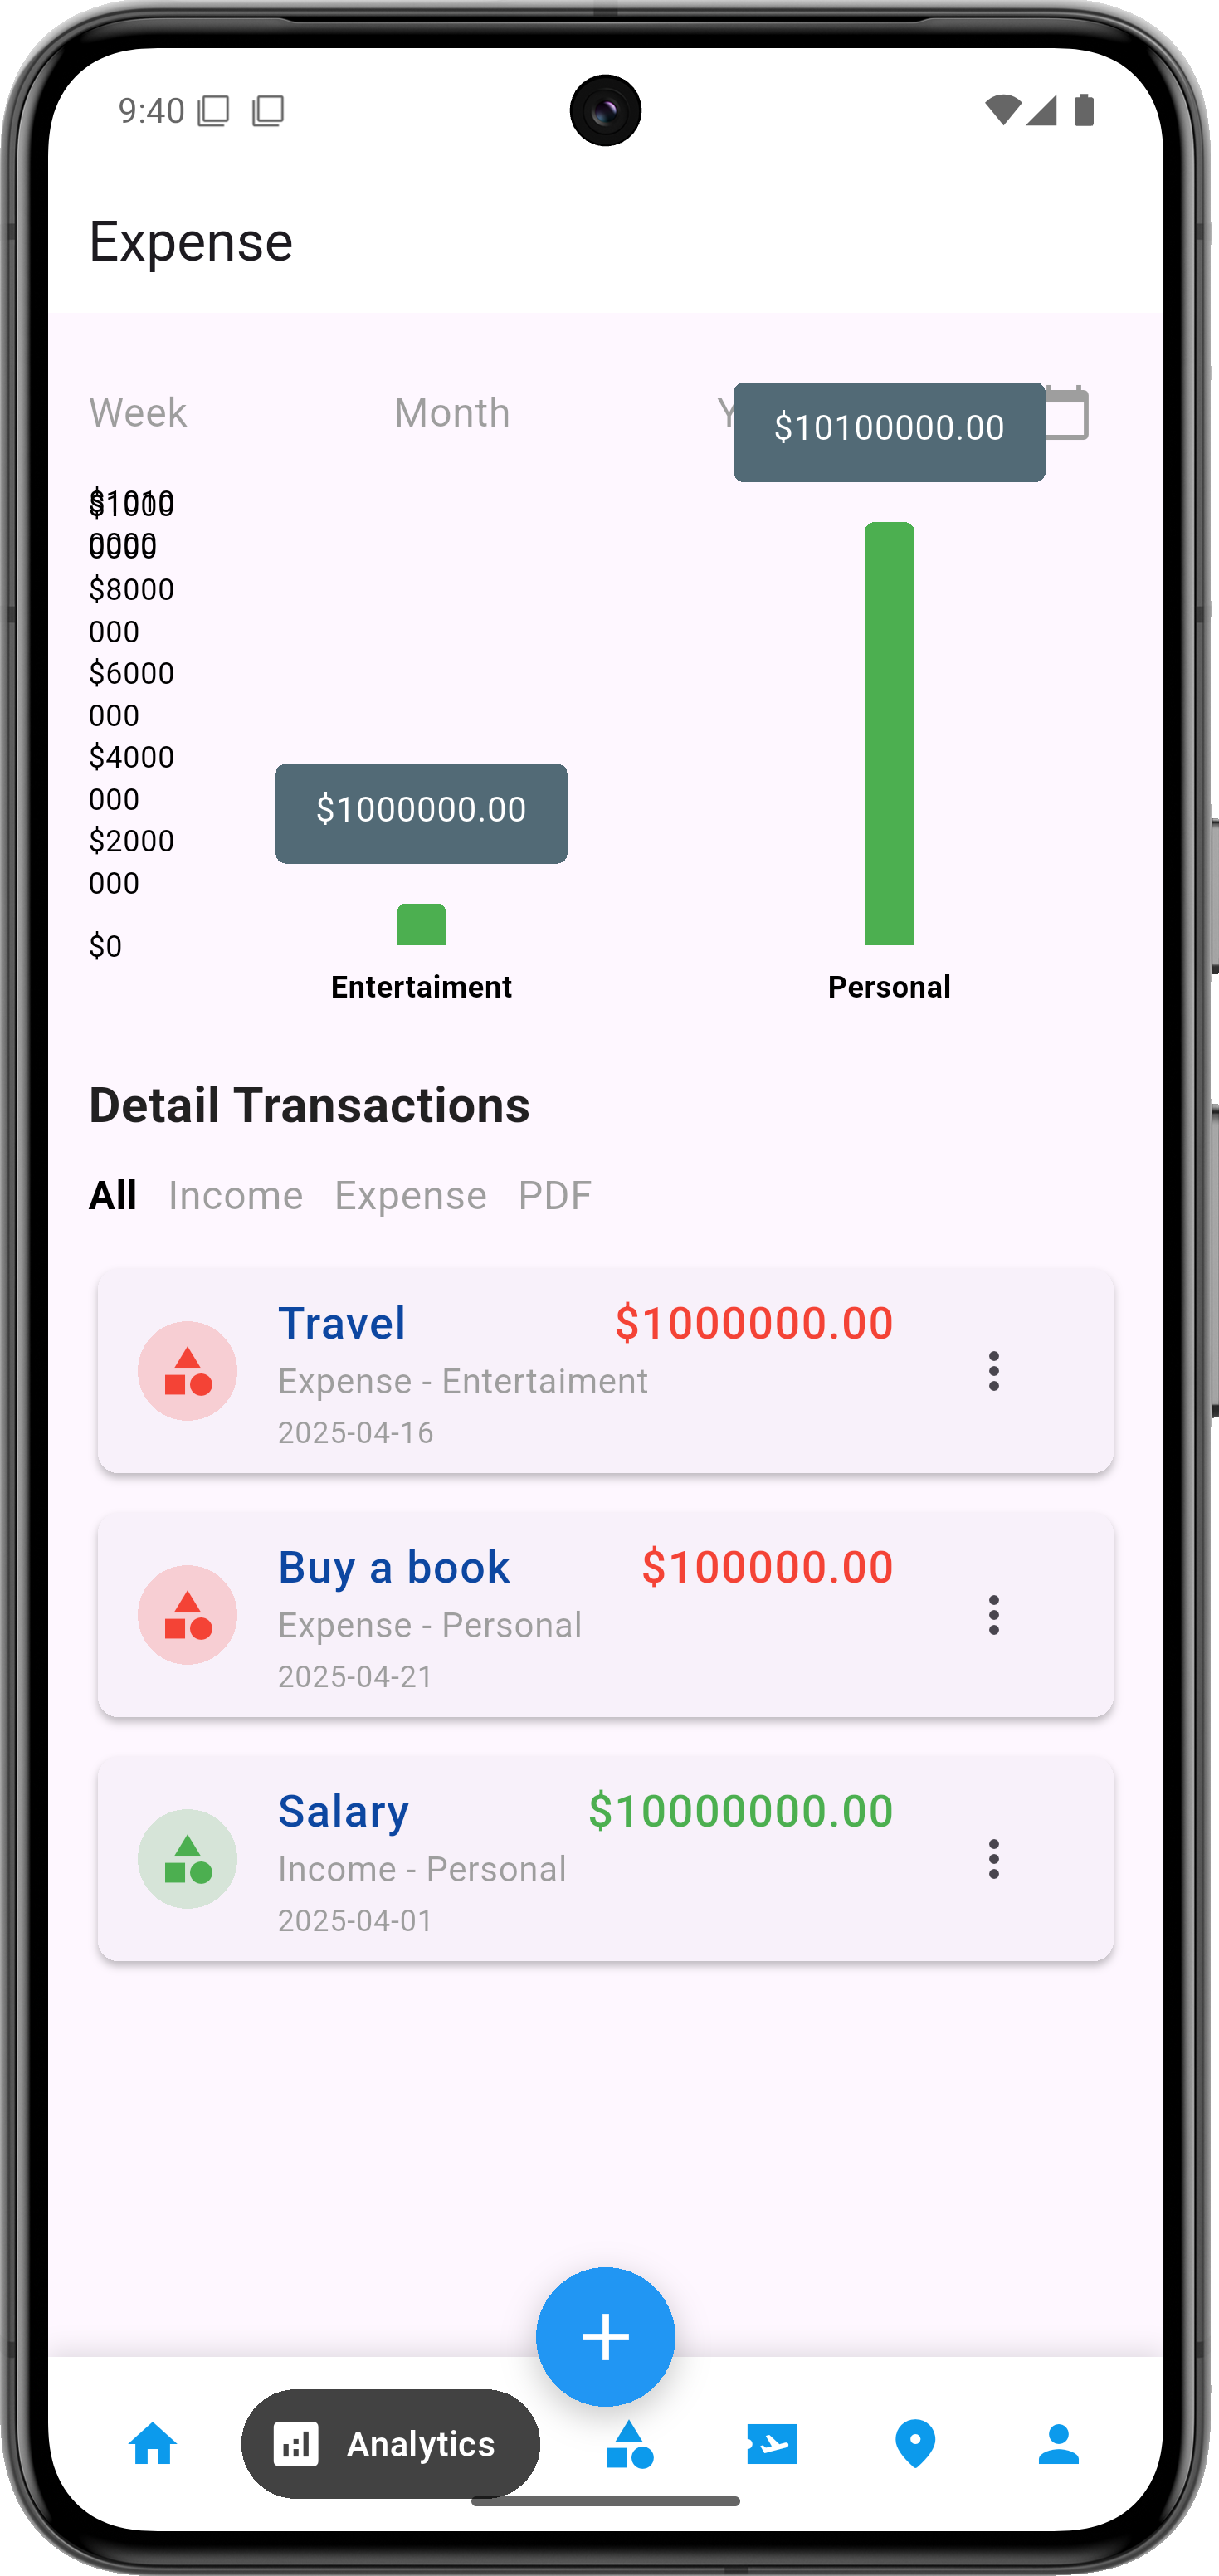 9:40
Expense
Week Month Y
$10100000.00
$1010
0000
$1000
0000
$8000
000
$6000
000
$4000
000
$2000
000
$0
$1000000.00
Entertaiment Personal
Detail Transactions
All Income Expense PDF
Travel $1000000.00
Expense - Entertaiment
2025-04-16
Buy a book $100000.00
Expense - Personal
2025-04-21
Salary $10000000.00
Income - Personal
2025-04-01
Analytics